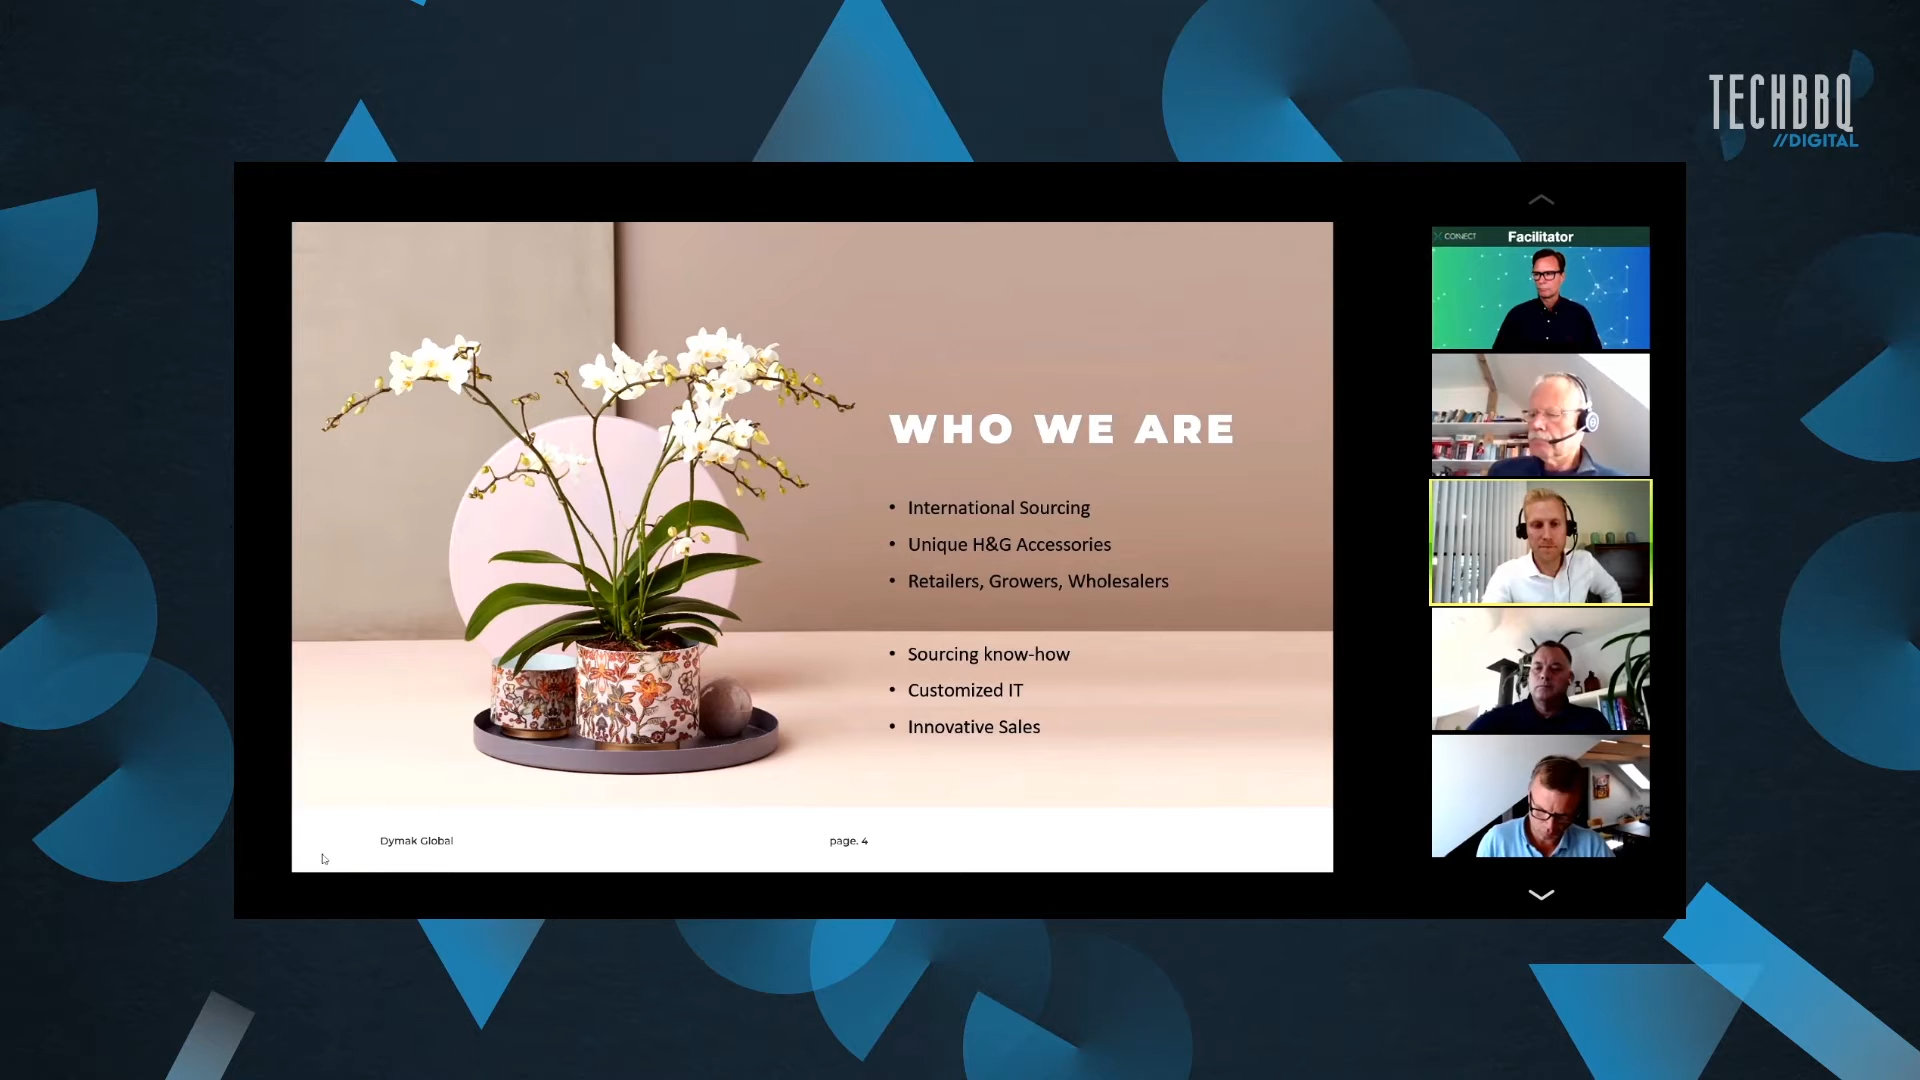 TECHBBQ
//DIGITAL
CONNECT
Facilitator
WHO WE ARE
• International Sourcing
• Unique H&G Accessories
• Retailers, Growers, Wholesalers
• Sourcing know-how
• Customized IT
• Innovative Sales
Dymak Global
page. 4